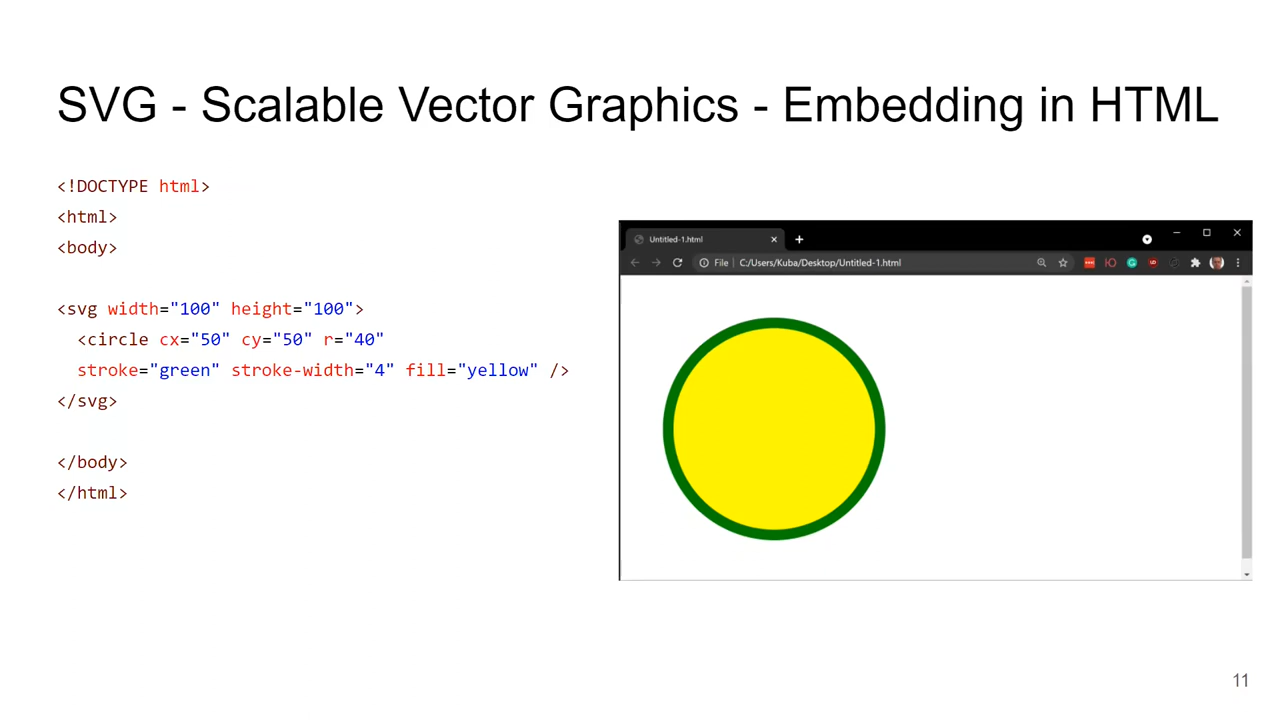 SVG - Scalable Vector Graphics - Embedding in HTML
<!DOCTYPE html>
<html>
<body>
<svg width="100" height="100">
<circle cx="50" cy="50" r="40"
stroke="green" stroke-width="4" fill="yellow" />
</svg>
</body>
</html>
Untitled-1.html
File | C:/Users/Kuba/Desktop/Untitled-1.html
11